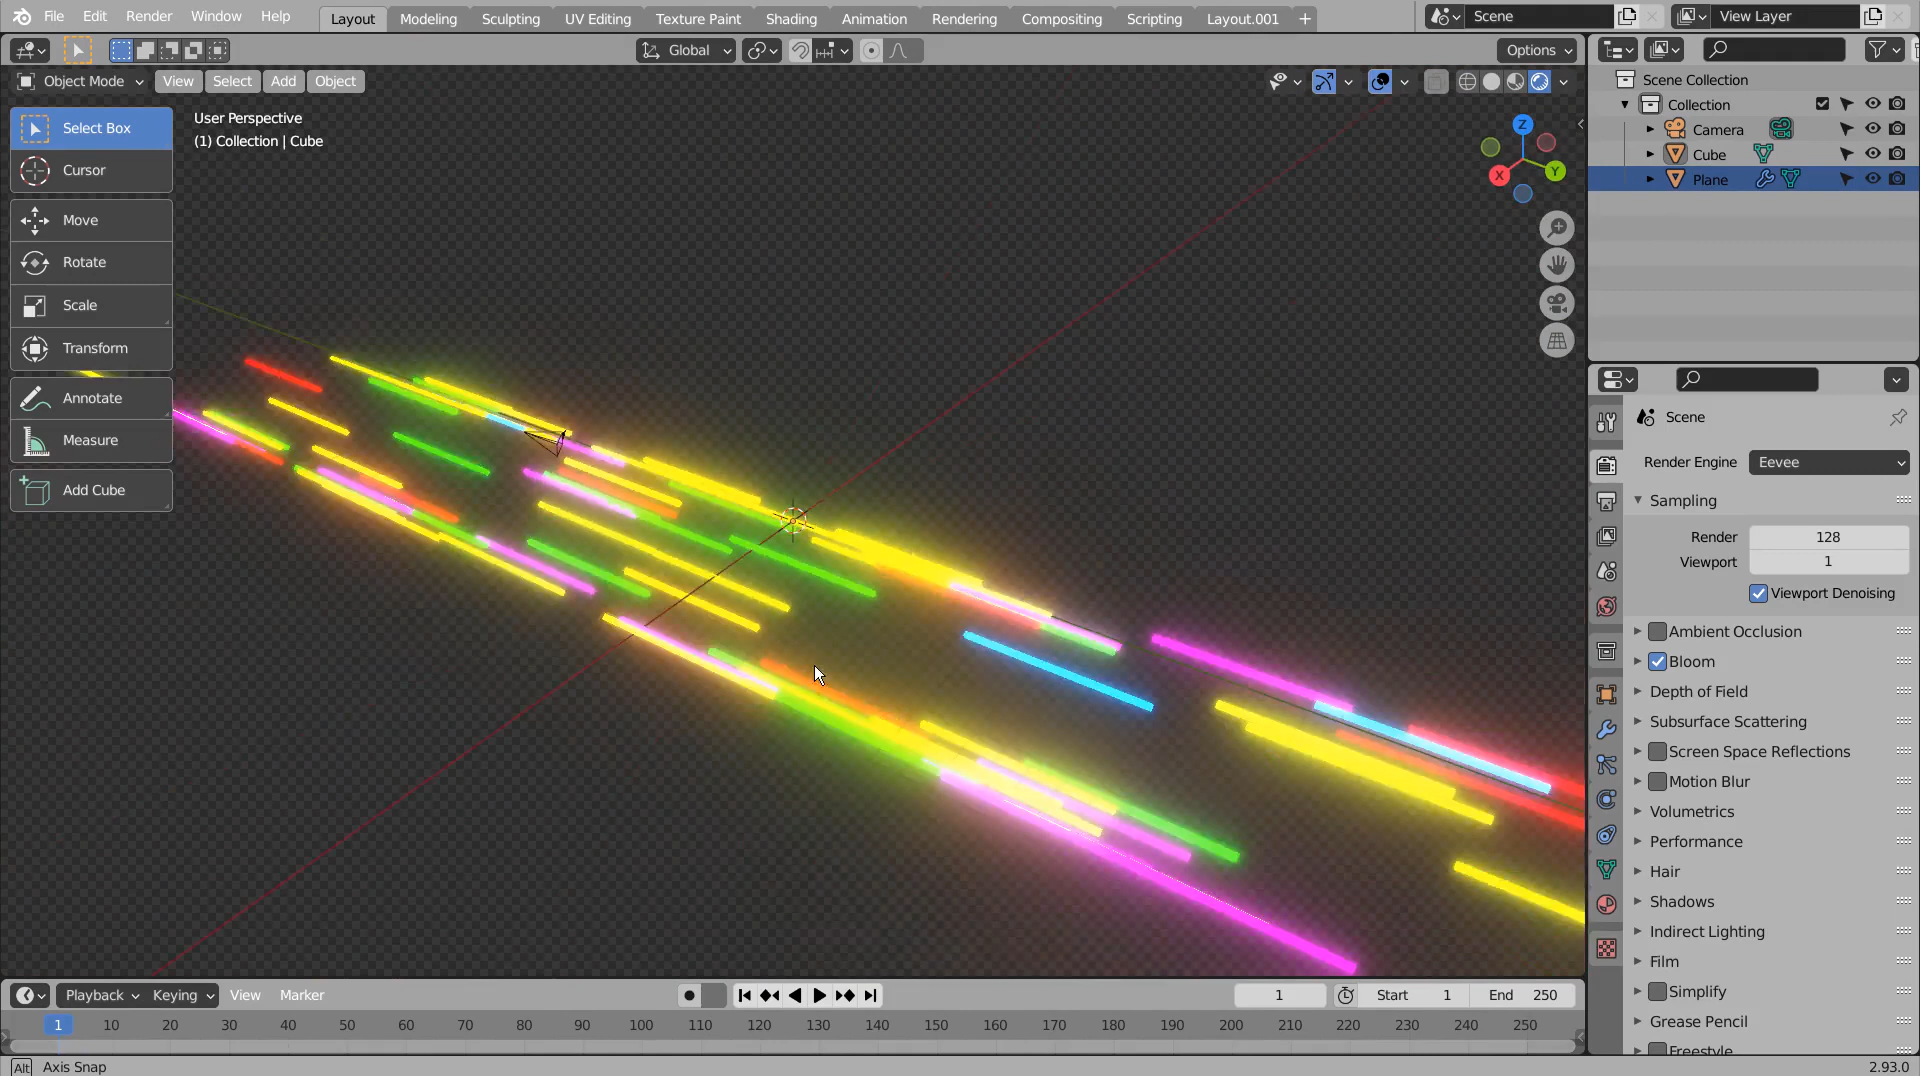 File Edit Render Window Help Layout Modeling Sculpting UV Editing Texture Paint Shading Animation Rendering Compositing Scripting Layout.001 + Scene View Layer
Global Options
Object Mode View Select Add Object
Select Box
Cursor
Move
Rotate
Scale
Transform
Annotate
Measure
Add Cube
User Perspective
(1) Collection | Cube
Z
X
Y
Scene Collection
Collection
Camera
Cube
Plane
Scene
Render Engine Eevee
Sampling
Render 128
Viewport 1
Viewport Denoising
Ambient Occlusion
Bloom
Depth of Field
Subsurface Scattering
Screen Space Reflections
Motion Blur
Volumetrics
Performance
Hair
Shadows
Indirect Lighting
Film
Simplify
Grease Pencil
Freestyle
Playback Keying View Marker 1 Start 1 End 250
1 10 20 30 40 50 60 70 80 90 100 110 120 130 140 150 160 170 180 190 200 210 220 230 240 250
Alt Axis Snap 2.93.0